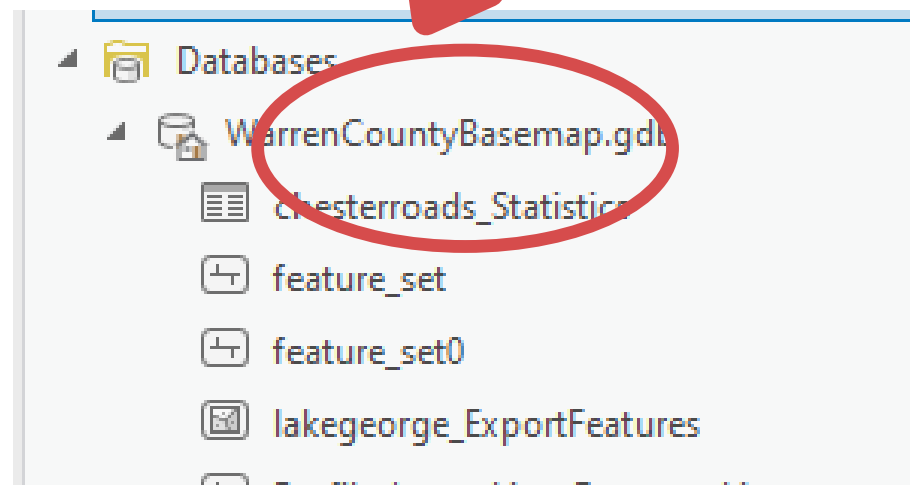 Databases
WarrenCountyBasemap.gdb
chesterroads_Statistics
feature_set
feature_set0
lakegeorge_ExportFeatures